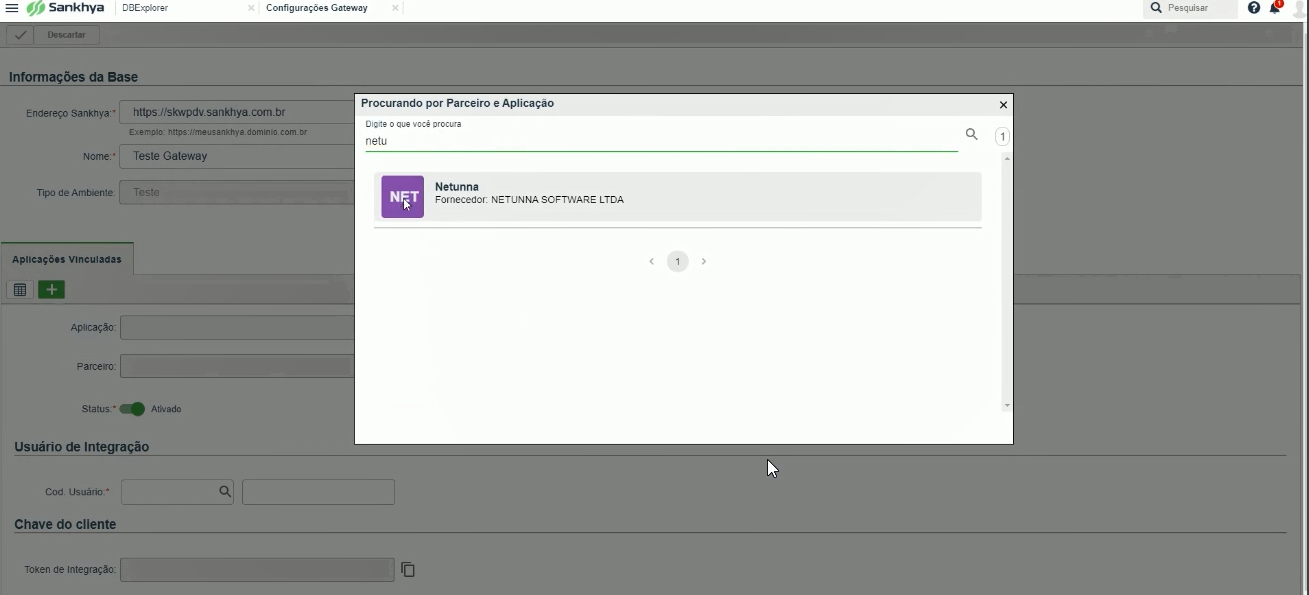 Sankhya
DBExplorer
Configurações Gateway
Pesquisar
1
Descartar
Informações da Base
Endereço Sankhya:*
https://skwpdv.sankhya.com.br
Exemplo: https://meusankhya.dominio.com.br
Nome:*
Teste Gateway
Tipo de Ambiente:
Teste
Procurando por Parceiro e Aplicação
Digite o que você procura
netu
1
NET
Netunna
Fornecedor: NETUNNA SOFTWARE LTDA
1
Aplicações Vinculadas
Aplicação:
Parceiro:
Status:*
Ativado
Usuário de Integração
Cod. Usuário:*
Chave do cliente
Token de Integração: